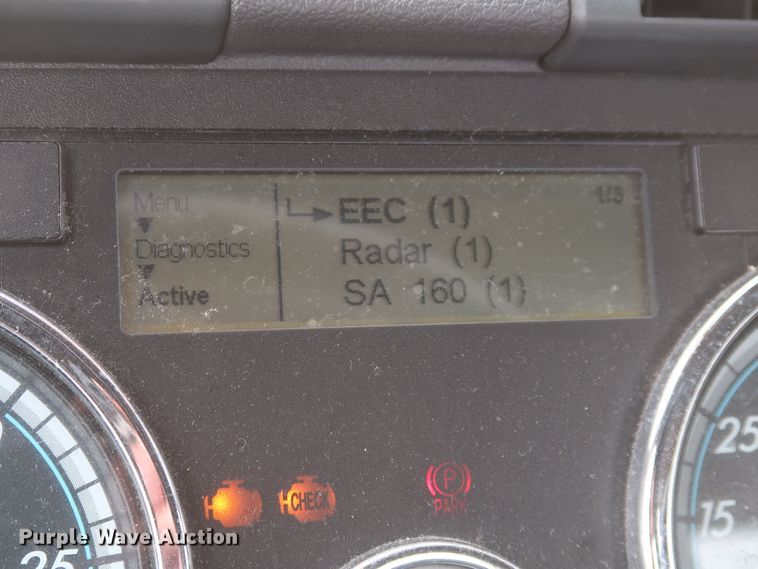 Menu
Diagnostics
Active
EEC (1)
Radar (1)
SA 160 (1)
1/3
CHECK
P
PARK
25
25
15
Purple Wave Auction